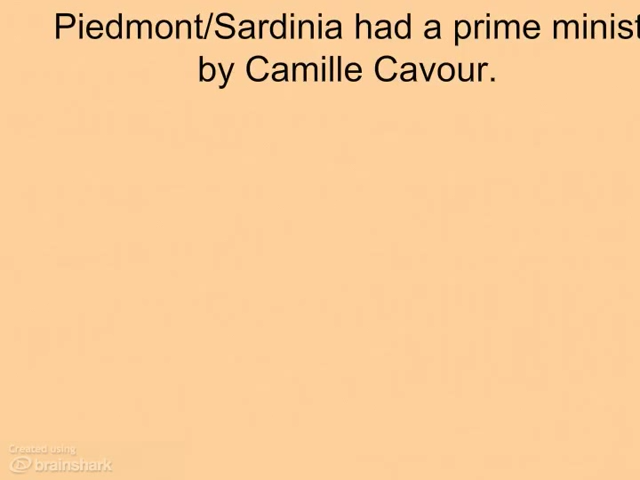 Piedmont/Sardinia had a prime minist
by Camille Cavour.
Created using
brainshark